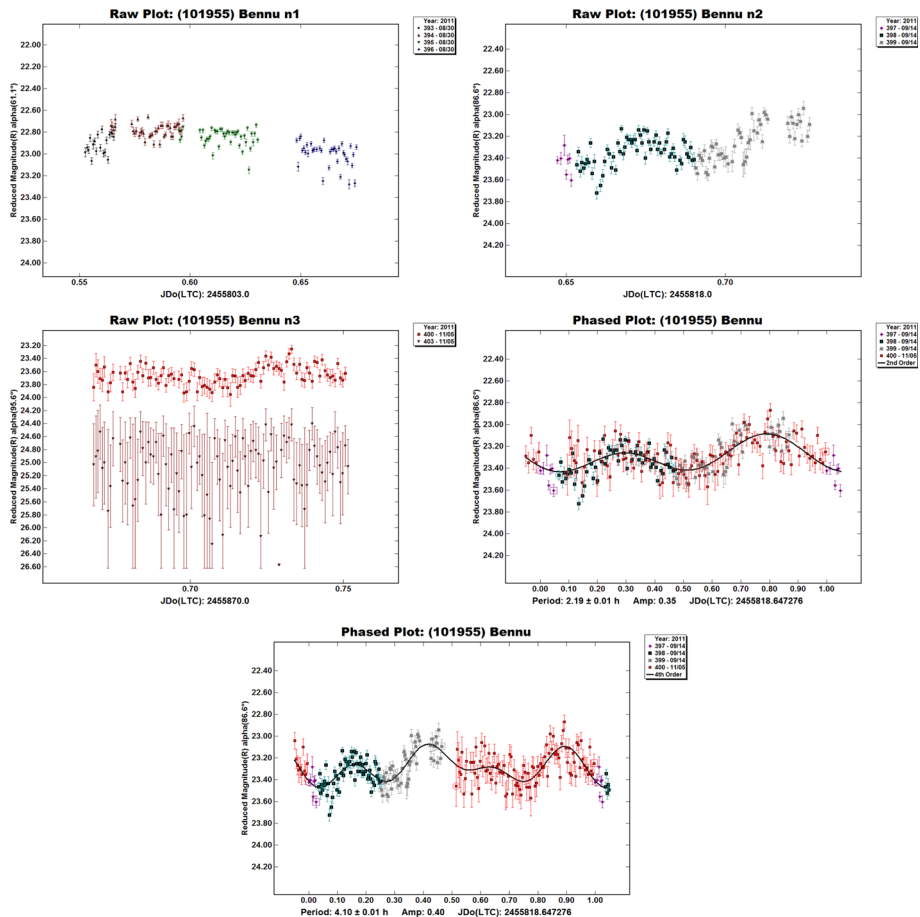 Raw Plot: (101955) Bennu n1
Reduced Magnitude(R) alpha(61.1°)
22.00
22.20
22.40
22.60
22.80
23.00
23.20
23.40
23.60
23.80
24.00
0.55 0.60 0.65
JDo(LTC): 2455803.0
Year: 2011
393 - 08/30
394 - 08/30
395 - 08/30
396 - 08/30
Raw Plot: (101955) Bennu n2
Reduced Magnitude(R) alpha(86.6°)
22.40
22.60
22.80
23.00
23.20
23.40
23.60
23.80
24.00
24.20
0.65 0.70
JDo(LTC): 2455818.0
Year: 2011
397 - 09/14
398 - 09/14
399 - 09/14
Raw Plot: (101955) Bennu n3
Reduced Magnitude(R) alpha(95.6°)
23.20
23.40
23.60
23.80
24.00
24.20
24.40
24.60
24.80
25.00
25.20
25.40
25.60
25.80
26.00
26.20
26.40
26.60
0.70 0.75
JDo(LTC): 2455870.0
Year: 2011
400 - 11/05
403 - 11/05
Phased Plot: (101955) Bennu
Reduced Magnitude(R) alpha(86.6°)
22.40
22.60
22.80
23.00
23.20
23.40
23.60
23.80
24.00
24.20
0.00 0.10 0.20 0.30 0.40 0.50 0.60 0.70 0.80 0.90 1.00
Period: 2.19 ± 0.01 h Amp: 0.35 JDo(LTC): 2455818.647276
Year: 2011
397 - 09/14
398 - 09/14
399 - 09/14
400 - 11/05
2nd Order
Phased Plot: (101955) Bennu
Reduced Magnitude(R) alpha(86.6°)
22.40
22.60
22.80
23.00
23.20
23.40
23.60
23.80
24.00
24.20
0.00 0.10 0.20 0.30 0.40 0.50 0.60 0.70 0.80 0.90 1.00
Period: 4.10 ± 0.01 h Amp: 0.40 JDo(LTC): 2455818.647276
Year: 2011
397 - 09/14
398 - 09/14
399 - 09/14
400 - 11/05
4th Order